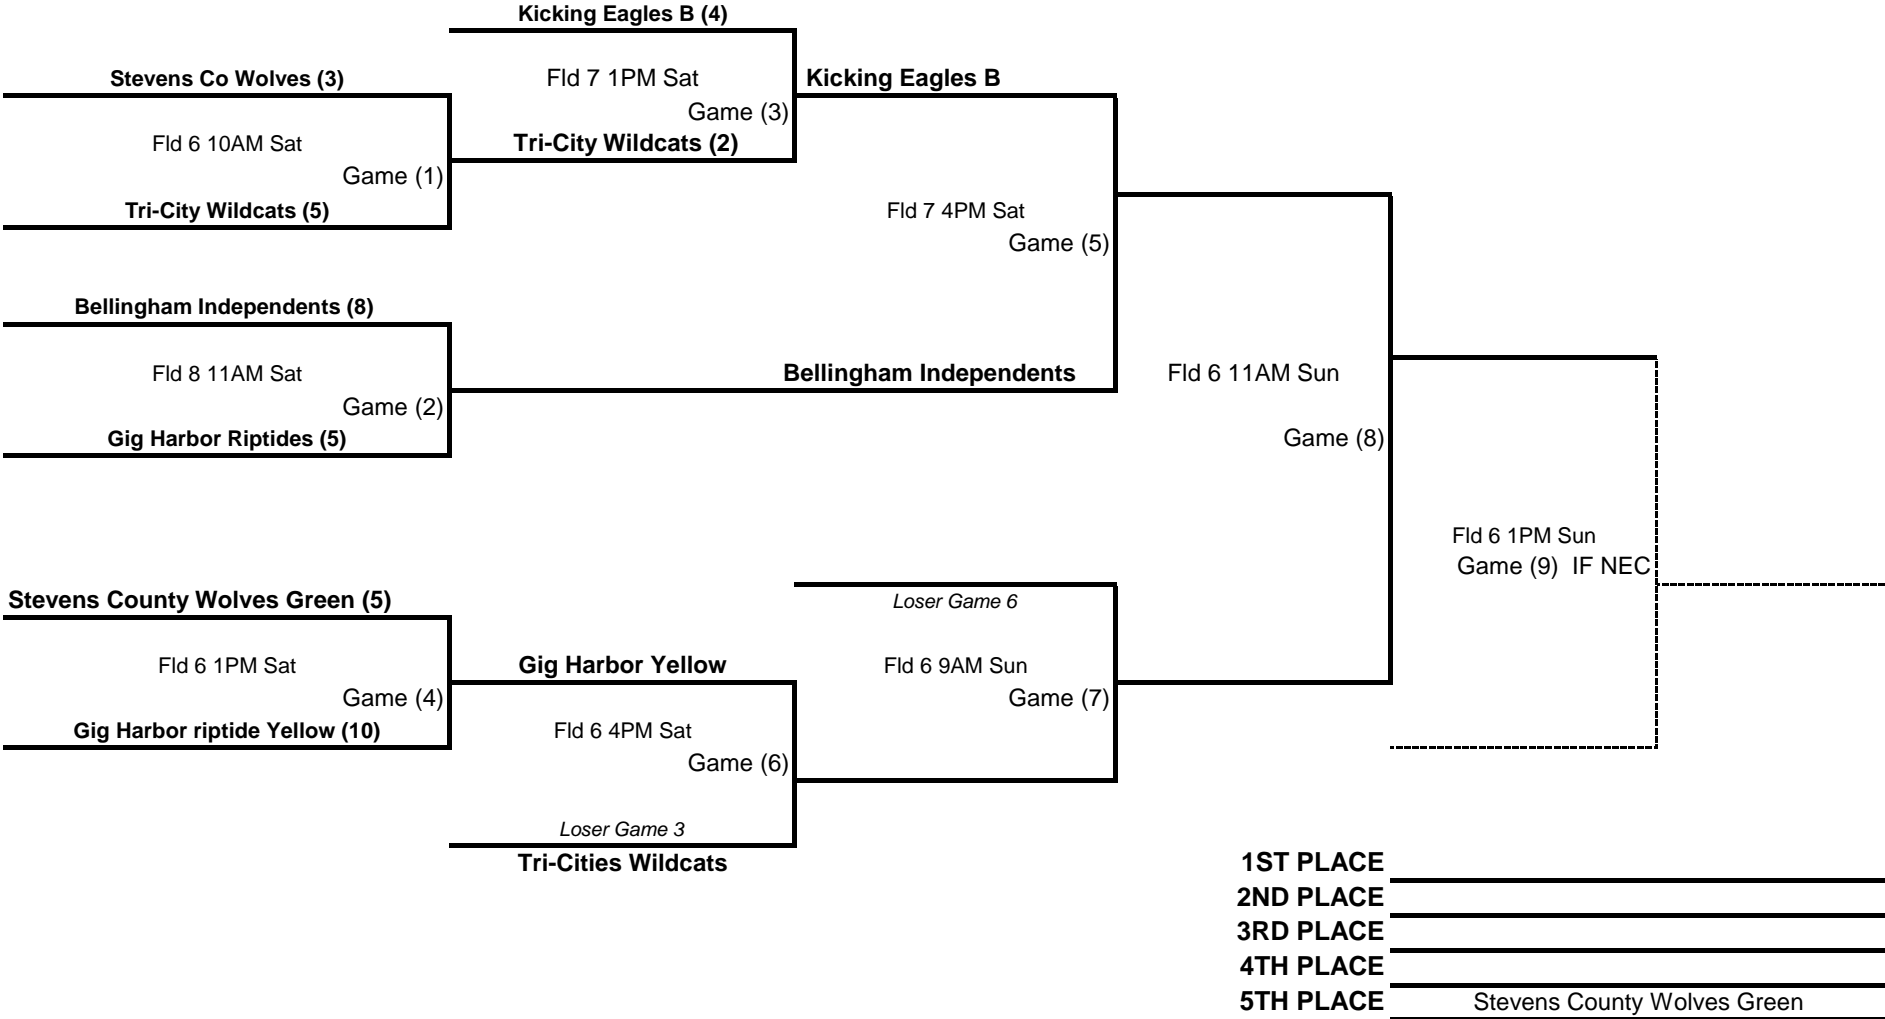 Kicking Eagles B (4)
Stevens Co Wolves (3)
Fld 7 1PM Sat
Kicking Eagles B
Game (3)
Fld 6 10AM Sat
Tri-City Wildcats (2)
Game (1)
Tri-City Wildcats (5)
Fld 7 4PM Sat
Game (5)
Bellingham Independents (8)
Fld 8 11AM Sat
Bellingham Independents
Fld 6 11AM Sun
Game (2)
Gig Harbor Riptides (5)
Game (8)
Fld 6 1PM Sun
Game (9) IF NEC
Stevens County Wolves Green (5)
Loser Game 6
Fld 6 1PM Sat
Gig Harbor Yellow
Fld 6 9AM Sun
Game (4)
Game (7)
Gig Harbor riptide Yellow (10)
Fld 6 4PM Sat
Game (6)
Loser Game 3
Tri-Cities Wildcats
1ST PLACE
2ND PLACE
3RD PLACE
4TH PLACE
5TH PLACE Stevens County Wolves Green